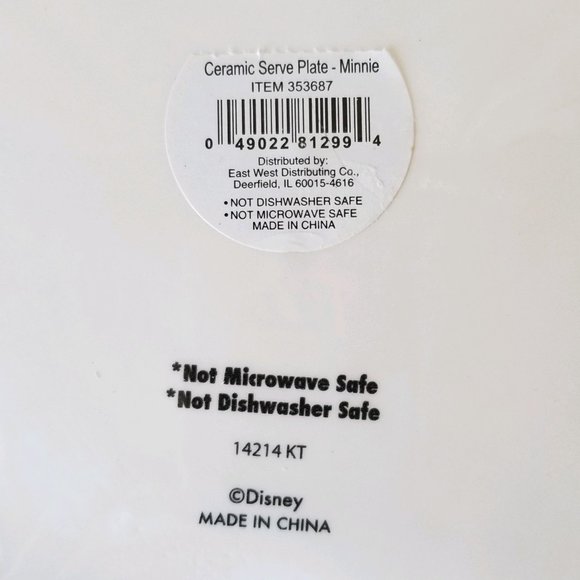 Ceramic Serve Plate - Minnie
ITEM 353687
0 49022 81299 4
Distributed by:
East West Distributing Co.,
Deerfield, IL 60015-4616
• NOT DISHWASHER SAFE
• NOT MICROWAVE SAFE
MADE IN CHINA
*Not Microwave Safe
*Not Dishwasher Safe
14214 KT
©Disney
MADE IN CHINA